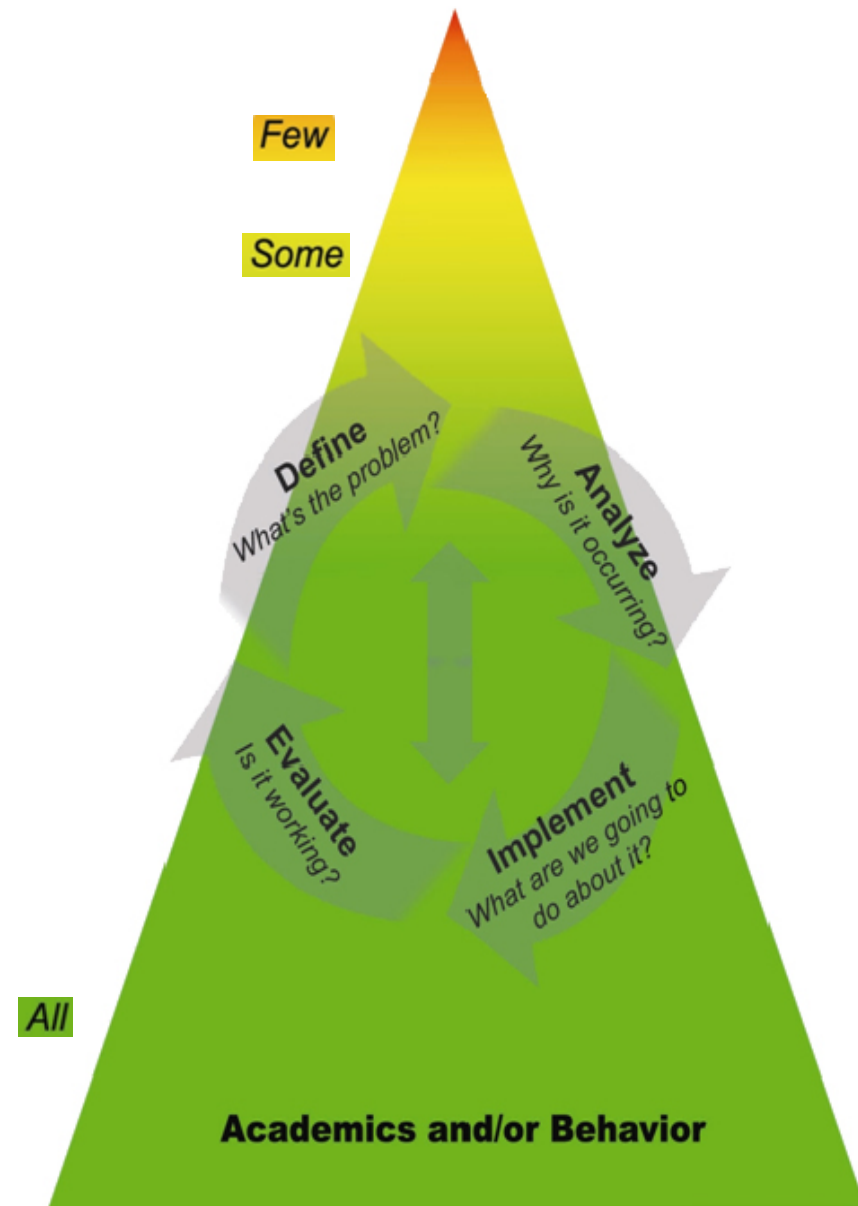 Few
Some
Define
What's the problem?
Analyze
Why is it occurring?
Implement
What are we going to
do about it?
Evaluate
Is it working?
All
Academics and/or Behavior